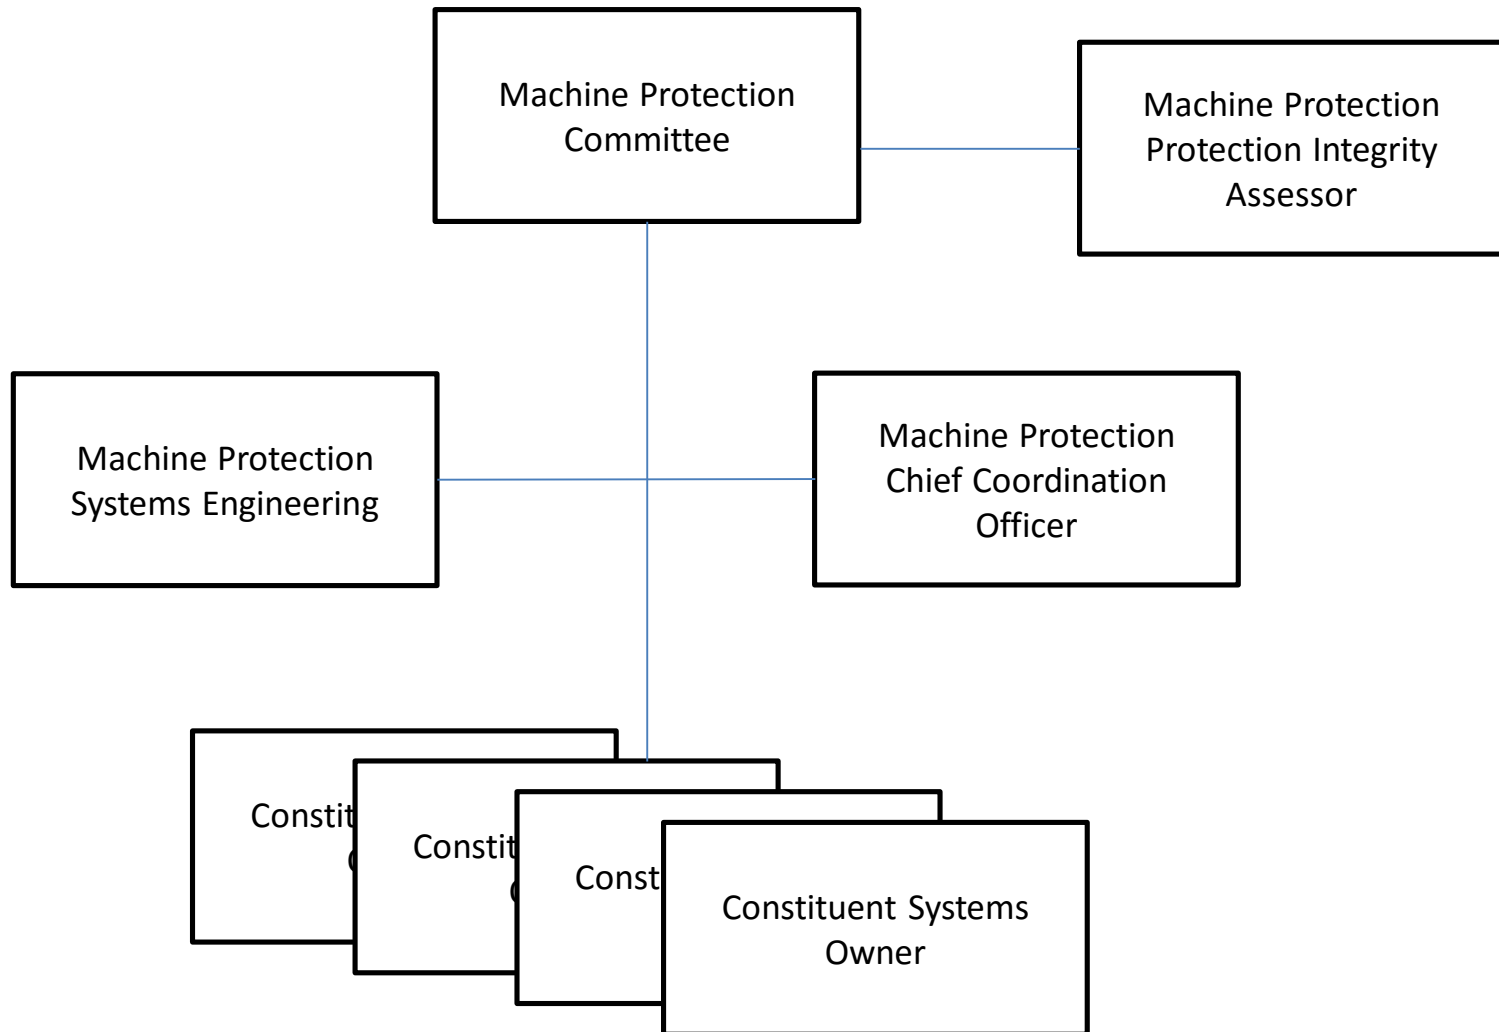 Machine Protection
Committee
Machine Protection
Protection Integrity
Assessor
Machine Protection
Systems Engineering
Machine Protection
Chief Coordination
Officer
Constituent Systems
Owner